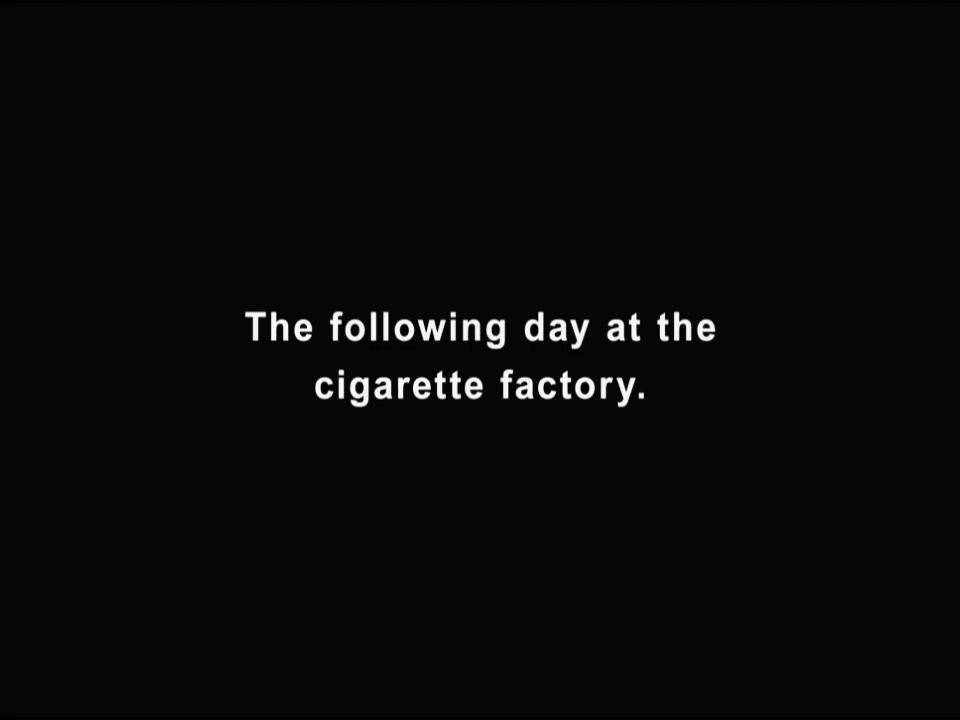 The following day at the
cigarette factory.